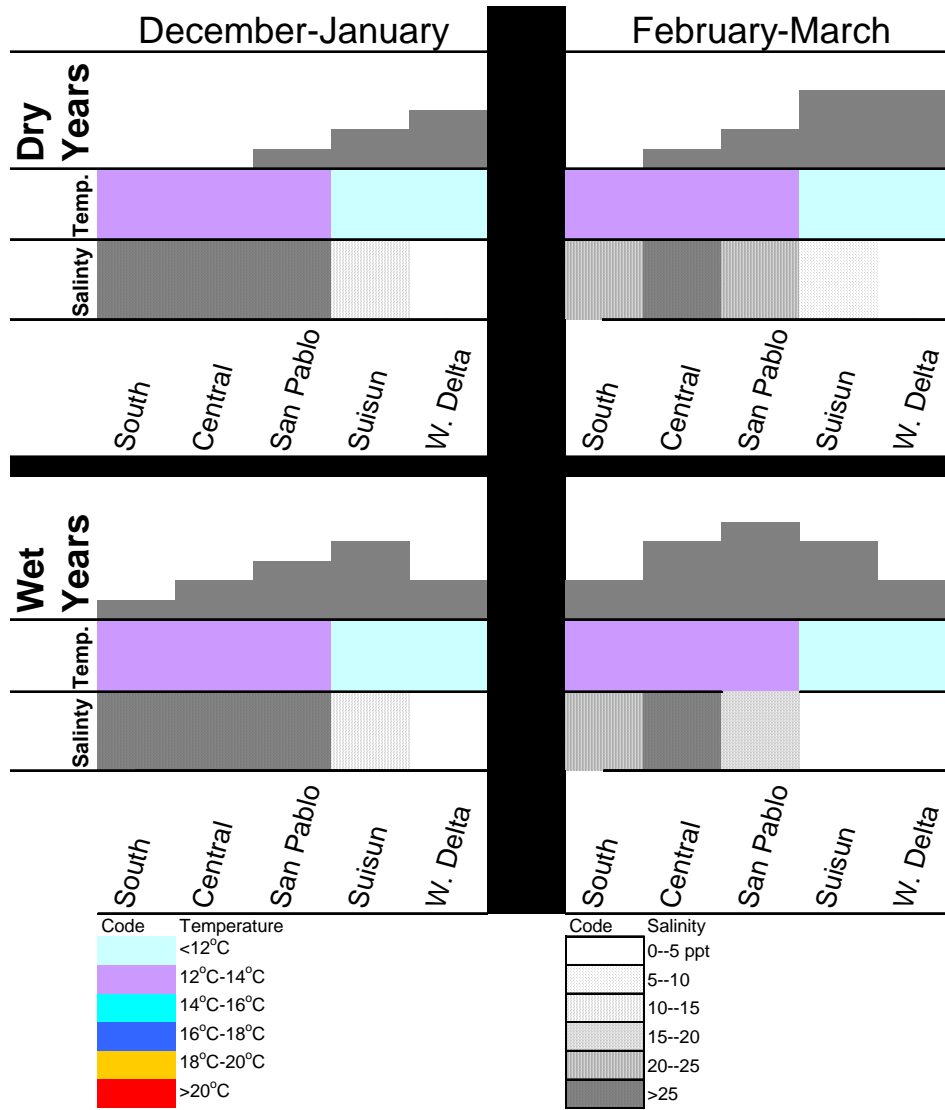 December-January
February-March
Dry
Years
Temp.
Salinty
South
Central
San Pablo
Suisun
W. Delta
South
Central
San Pablo
Suisun
W. Delta
Wet
Years
Temp.
Salinty
South
Central
San Pablo
Suisun
W. Delta
South
Central
San Pablo
Suisun
W. Delta
Code Temperature
<12°C
12°C-14°C
14°C-16°C
16°C-18°C
18°C-20°C
>20°C
Code Salinity
0--5 ppt
5--10
10--15
15--20
20--25
>25